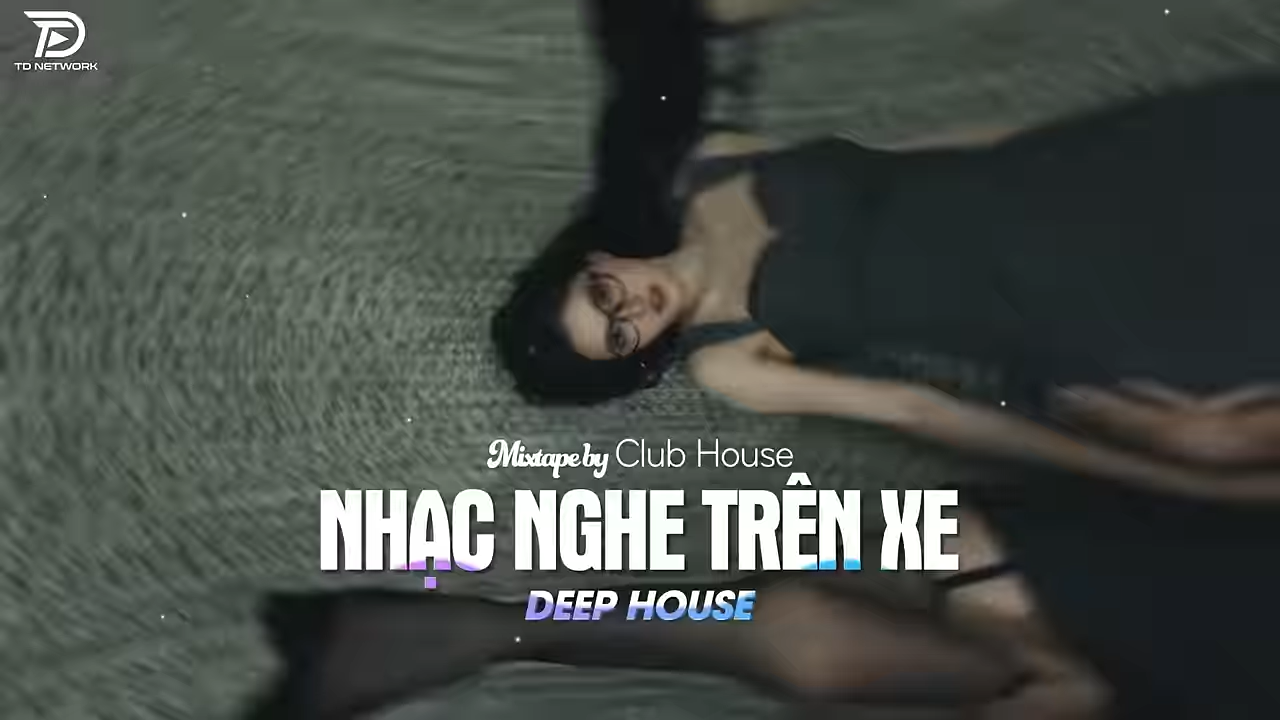 TD NETWORK
Mixtape by Club House
NHẠC NGHE TRÊN XE
DEEP HOUSE